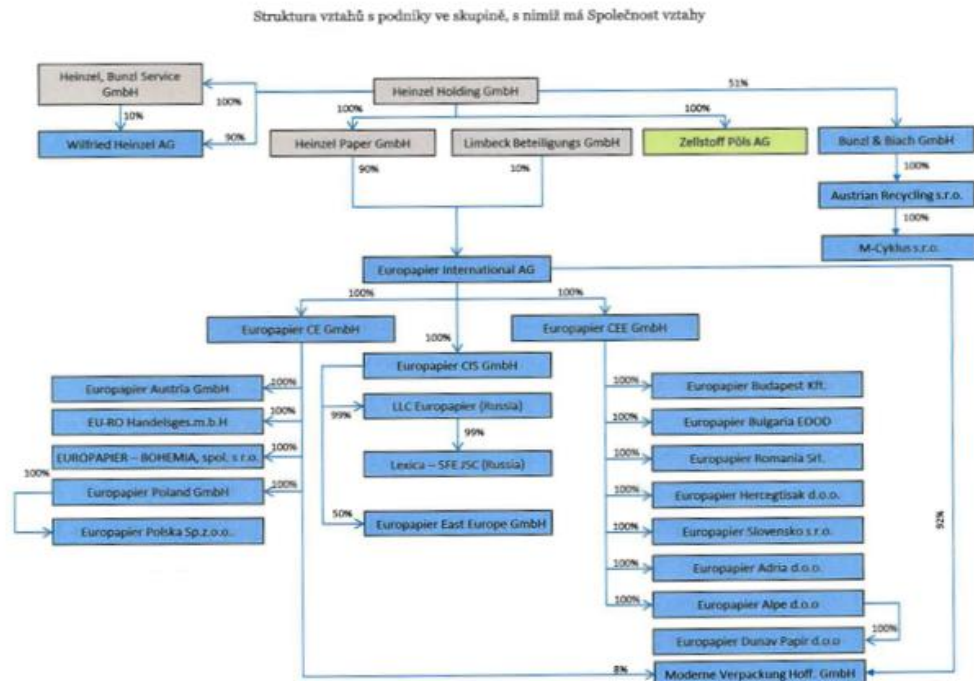 Struktura vztahů s podniky ve skupině, s nimiž má Společnost vztahy
Heinzel, Bunzl Service
GmbH
Heinzel Holding GmbH
51%
100%
100%
100%
10%
90%
Wilfried Heinzel AG
Heinzel Paper GmbH
Limbeck Beteiligungs GmbH
Zellstoff Pöls AG
Bunzl & Biach GmbH
90%
10%
100%
Austrian Recycling s.r.o.
100%
M-Cyklus s.r.o.
Europapier International AG
100%
100%
Europapier CE GmbH
Europapier CEE GmbH
100%
Europapier CIS GmbH
Europapier Austria GmbH
100%
100%
Europapier Budapest Kft.
99%
LLC Europapier (Russia)
EU-RO Handelsges.m.b.H
100%
100%
Europapier Bulgaria EOOD
99%
EUROPAPIER – BOHEMIA, spol. s r.o.
100%
Lexica – SFE JSC (Russia)
100%
Europapier Romania Srl.
100%
Europapier Poland GmbH
100%
100%
Europapier Hercegtisak d.o.o.
50%
Europapier East Europe GmbH
Europapier Polska Sp.z.o.o.
100%
Europapier Slovensko s.r.o.
92%
100%
Europapier Adria d.o.o.
100%
Europapier Alpe d.o.o
100%
Europapier Dunav Papir d.o.o
8%
Moderne Verpackung Hoff. GmbH